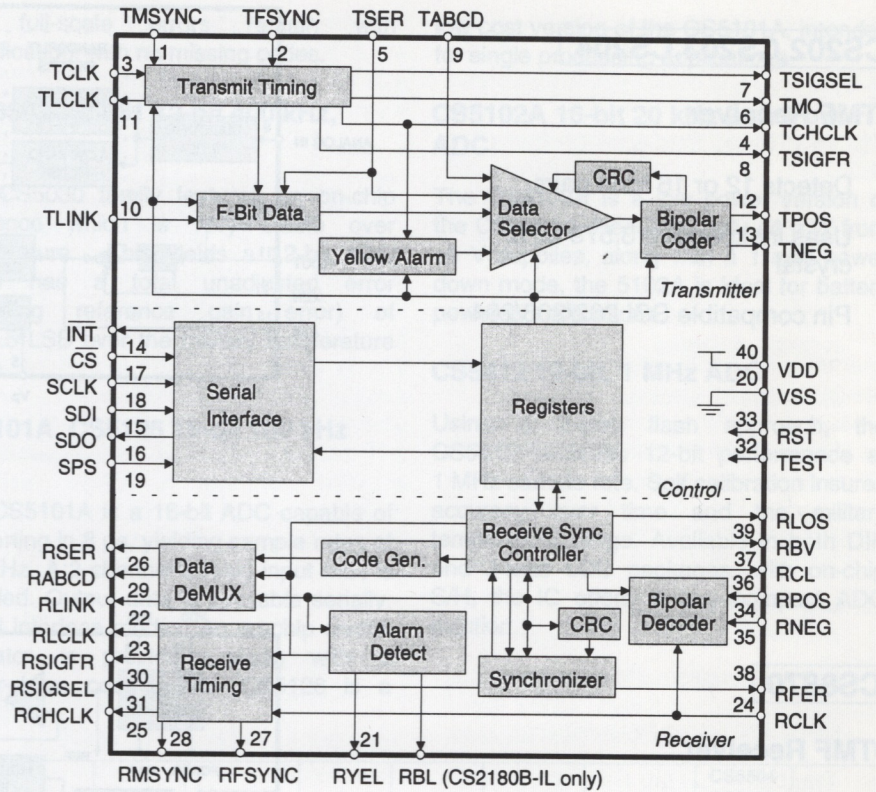 TMSYNC TFSYNC TSER TABCD
1 2 5 9
TCLK 3
TLCLK 11
TLINK 10
Transmit Timing
F-Bit Data
Yellow Alarm
Data
Selector
CRC
Bipolar
Coder
TSIGSEL
7 TMO
6 TCHCLK
4 TSIGFR
8
12 TPOS
13 TNEG
Transmitter
INT
14
CS
17
SCLK
18
SDI
15
SDO
16
SPS
19
Serial
Interface
Registers
40 VDD
20 VSS
33 RST
32 TEST
Control
RSER
26
RABCD
29
RLINK
22
RLCLK
23
RSIGFR
30
RSIGSEL
31
RCHCLK
25
Data
DeMUX
Receive
Timing
Code Gen.
Alarm
Detect
Receive Sync
Controller
CRC
Synchronizer
Bipolar
Decoder
RLOS
39
RBV
37
RCL
36
RPOS
34
RNEG
35
38
RFER
24
RCLK
Receiver
28 27 21
RMSYNC RFSYNC RYEL RBL (CS2180B-IL only)